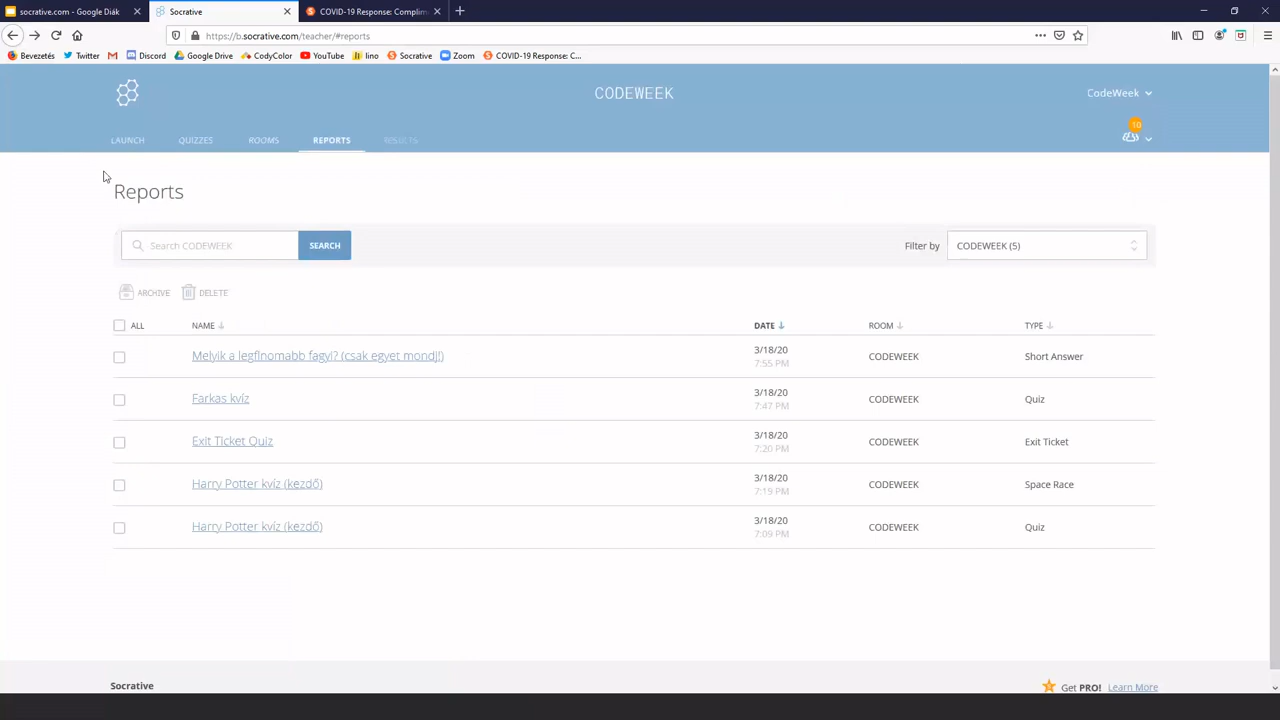 socrative.com - Google Diák
Socrative
COVID-19 Response: Complim
https://b.socrative.com/teacher/#reports
Bevezetés Twitter Discord Google Drive CodyColor YouTube lino Socrative Zoom COVID-19 Response: C...
CODEWEEK
CodeWeek
10
LAUNCH QUIZZES ROOMS REPORTS RESULTS
Reports
Search CODEWEEK SEARCH Filter by CODEWEEK (5)
ARCHIVE DELETE
ALL NAME DATE ROOM TYPE
Melyik a legfInomabb fagyi? (csak egyet mondj!) 3/18/20 CODEWEEK Short Answer
7:55 PM
Farkas kvíz 3/18/20 CODEWEEK Quiz
7:47 PM
Exit Ticket Quiz 3/18/20 CODEWEEK Exit Ticket
7:20 PM
Harry Potter kvíz (kezdő) 3/18/20 CODEWEEK Space Race
7:19 PM
Harry Potter kvíz (kezdő) 3/18/20 CODEWEEK Quiz
7:09 PM
Socrative Get PRO! Learn More